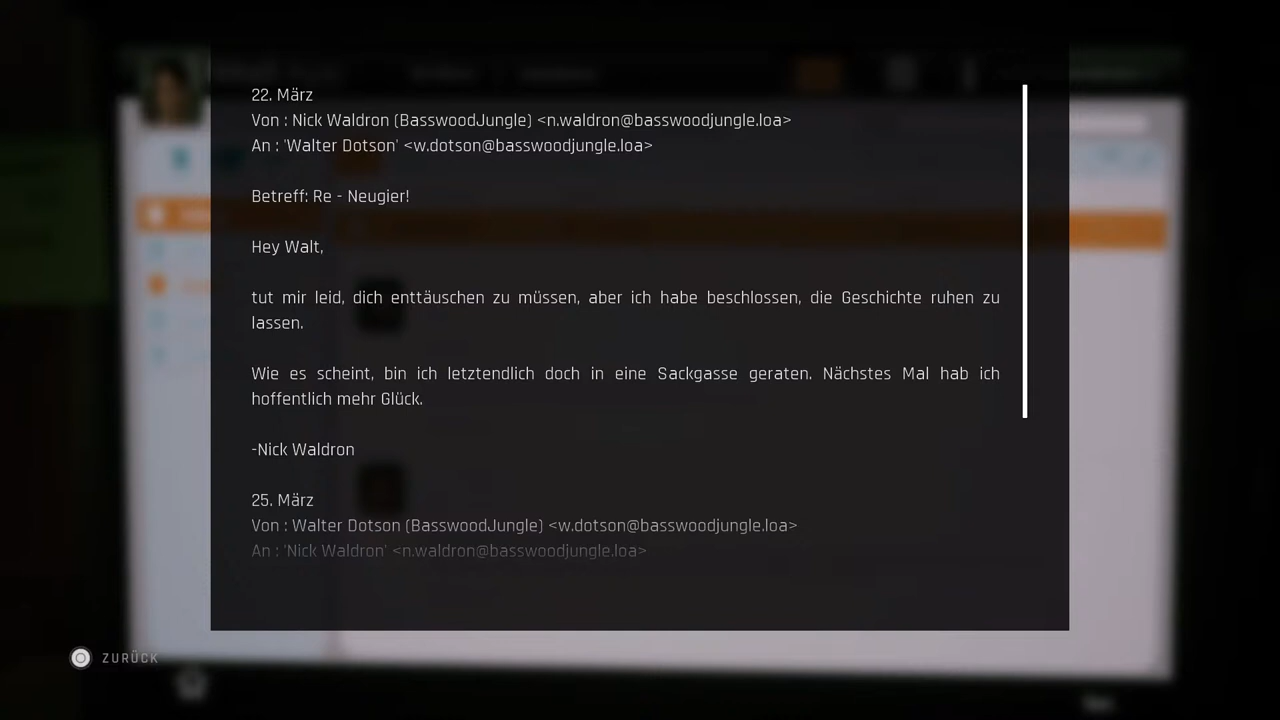 22. März
Von : Nick Waldron (BasswoodJungle) <n.waldron@basswoodjungle.loa>
An : 'Walter Dotson' <w.dotson@basswoodjungle.loa>
Betreff: Re - Neugier!
Hey Walt,
tut mir leid, dich enttäuschen zu müssen, aber ich habe beschlossen, die Geschichte ruhen zu
lassen.
Wie es scheint, bin ich letztendlich doch in eine Sackgasse geraten. Nächstes Mal hab ich
hoffentlich mehr Glück.
-Nick Waldron
25. März
Von : Walter Dotson (BasswoodJungle) <w.dotson@basswoodjungle.loa>
An : 'Nick Waldron' <n.waldron@basswoodjungle.loa>
ZURÜCK